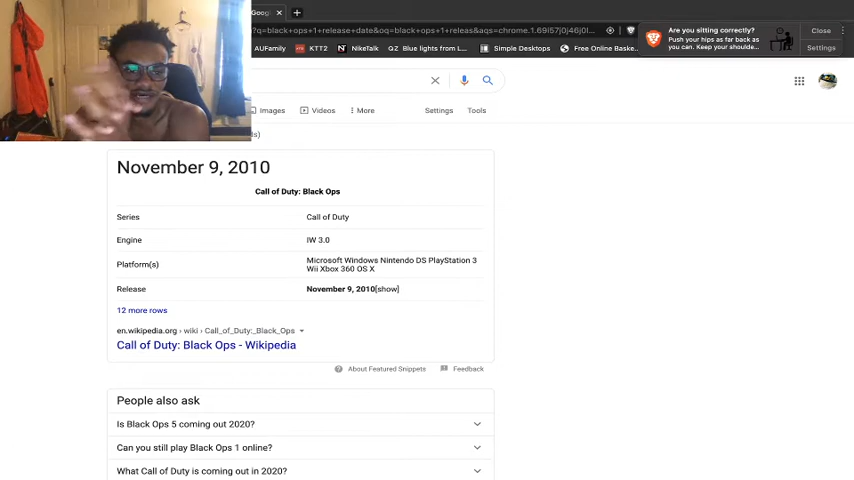 Goog
q=black+ops+1+release+date&oq=black+ops+1+releas&aqs=chrome.1.69i57j0j46j0l...
AUFamily
KTT2
NikeTalk
QZ Blue lights from L...
Simple Desktops
Free Online Baske..
Are you sitting correctly?
Push your hips as far back as
you can. Keep your shoulde...
Close
Settings
Images
Videos
More
Settings
Tools
November 9, 2010
Call of Duty: Black Ops
Series Call of Duty
Engine IW 3.0
Platform(s) Microsoft Windows Nintendo DS PlayStation 3
Wii Xbox 360 OS X
Release November 9, 2010[show]
12 more rows
en.wikipedia.org › wiki › Call_of_Duty:_Black_Ops
Call of Duty: Black Ops - Wikipedia
About Featured Snippets
Feedback
People also ask
Is Black Ops 5 coming out 2020?
Can you still play Black Ops 1 online?
What Call of Duty is coming out in 2020?